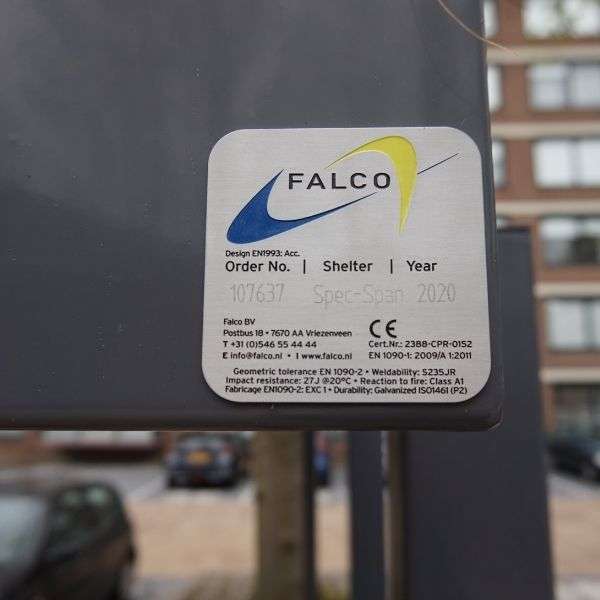 FALCO
Design EN1993; Acc.
Order No. | Shelter | Year
107637 Spec-Span 2020
Falco BV
Postbus 18 • 7670 AA Vriezenveen
T +31 (0)546 55 44 44
E info@falco.nl • I www.falco.nl
CE
Cert.Nr.: 2388-CPR-0152
EN 1090-1: 2009/A 1:2011
Geometric tolerance EN 1090-2 • Weldability: S235JR
Impact resistance: 27J @20°C • Reaction to fire: Class A1
Fabricage EN1090-2: EXC 1 • Durability: Galvanized ISO1461 (P2)